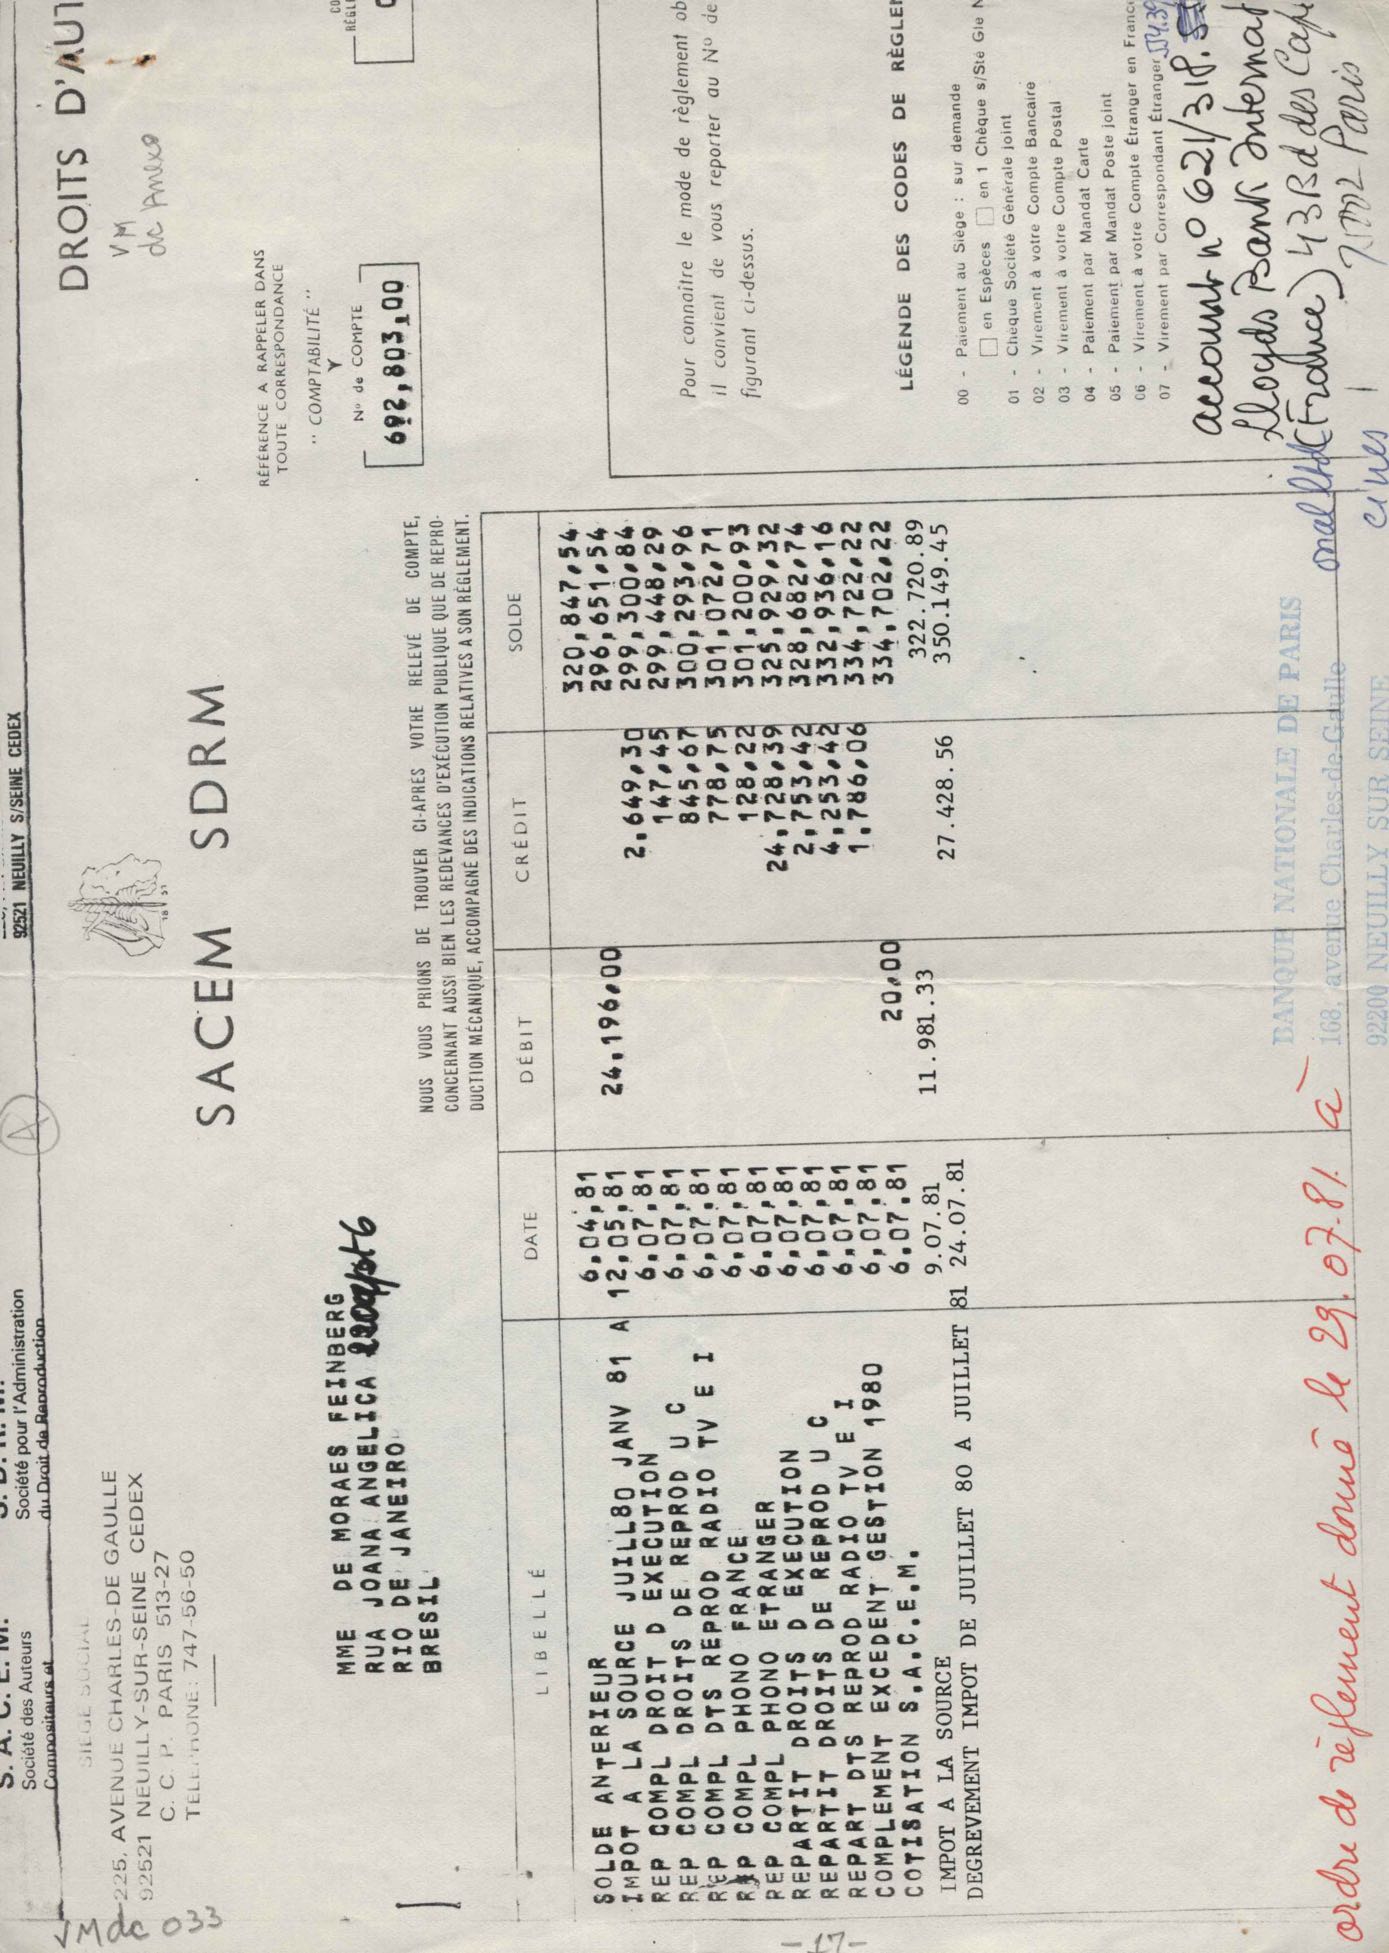 VMdc 033
S. A. C. E. M.
Société des Auteurs
Compositeurs et
S. D. R. M.
Société pour l'Administration
du Droit de Reproduction
A
92521 NEUILLY S/SEINE CEDEX
SIEGE SOCIAL
225, AVENUE CHARLES-DE GAULLE
92521 NEUILLY-SUR-SEINE CEDEX
C. C. P. PARIS 513-27
TELEPHONE: 747-56-50
18 51
SACEM SDRM
DROITS D'AUT
VM
de Anexo
RÉFÉRENCE A RAPPELER DANS
TOUTE CORRESPONDANCE
" COMPTABILITÉ "
Nº de COMPTE
692,803,00
MME DE MORAES FEINBERG
RUA JOANA ANGELICA apt 6
RIO DE JANEIRO
BRESIL
NOUS VOUS PRIONS DE TROUVER CI-APRES VOTRE RELEVÉ DE COMPTE,
CONCERNANT AUSSI BIEN LES REDEVANCES D'EXÉCUTION PUBLIQUE QUE DE REPRO-
DUCTION MÉCANIQUE, ACCOMPAGNÉ DES INDICATIONS RELATIVES A SON RÈGLEMENT.
LIBELLÉ DATE DÉBIT CRÉDIT SOLDE
SOLDE ANTERIEUR 6,04,81 320,847,54
IMPOT A LA SOURCE JUILL80 JANV 81 A 12,05,81 24,196,00 296,651,54
REP COMPL DROIT D EXECUTION 6,07,81 2,649,30 299,300,84
REP COMPL DROITS DE REPROD U C 6,07,81 147,45 299,448,29
REP COMPL DTS REPROD RADIO TV E I 6,07,81 845,67 300,293,96
REP COMPL PHONO FRANCE 6,07,81 778,75 301,072,71
REP COMPL PHONO ETRANGER 6,07,81 128,22 301,200,93
REPARTIT DROITS D EXECUTION 6,07,81 24,728,39 325,929,32
REPARTIT DROITS DE REPROD U C 6,07,81 2,753,42 328,682,74
REPART DTS REPROD RADIO TV E I 6,07,81 4,253,42 332,936,16
COMPLEMENT EXCEDENT GESTION 1980 6,07,81 1,786,06 334,722,22
COTISATION S.A.C.E.M. 6,07,81 20,00 334,702,22
IMPOT A LA SOURCE 9.07.81 11.981.33 322.720.89
DEGREVEMENT IMPOT DE JUILLET 80 A JUILLET 81 24.07.81 27.428.56 350.149.45
Pour connaître le mode de règlement ob
il convient de vous reporter au Nº de
figurant ci-dessus.
LÉGENDE DES CODES DE RÈGLEM
00 - Paiement au Siège : sur demande
□ en Espèces □ en 1 Chèque s/Sté Gle
01 - Chèque Société Générale joint
02 - Virement à votre Compte Bancaire
03 - Virement à votre Compte Postal
04 - Paiement par Mandat Carte
05 - Paiement par Mandat Poste joint
06 - Virement à votre Compte Étranger en France
07 - Virement par Correspondant Étranger
account nº 621/318.
Lloyds Bank Internat
(France) 43 Bd des Capu
Paris
BANQUE NATIONALE DE PARIS
168, avenue Charles-de-Gaulle
92200 NEUILLY SUR SEINE
ordre de règlement donné le 29.07.81. à
-17-